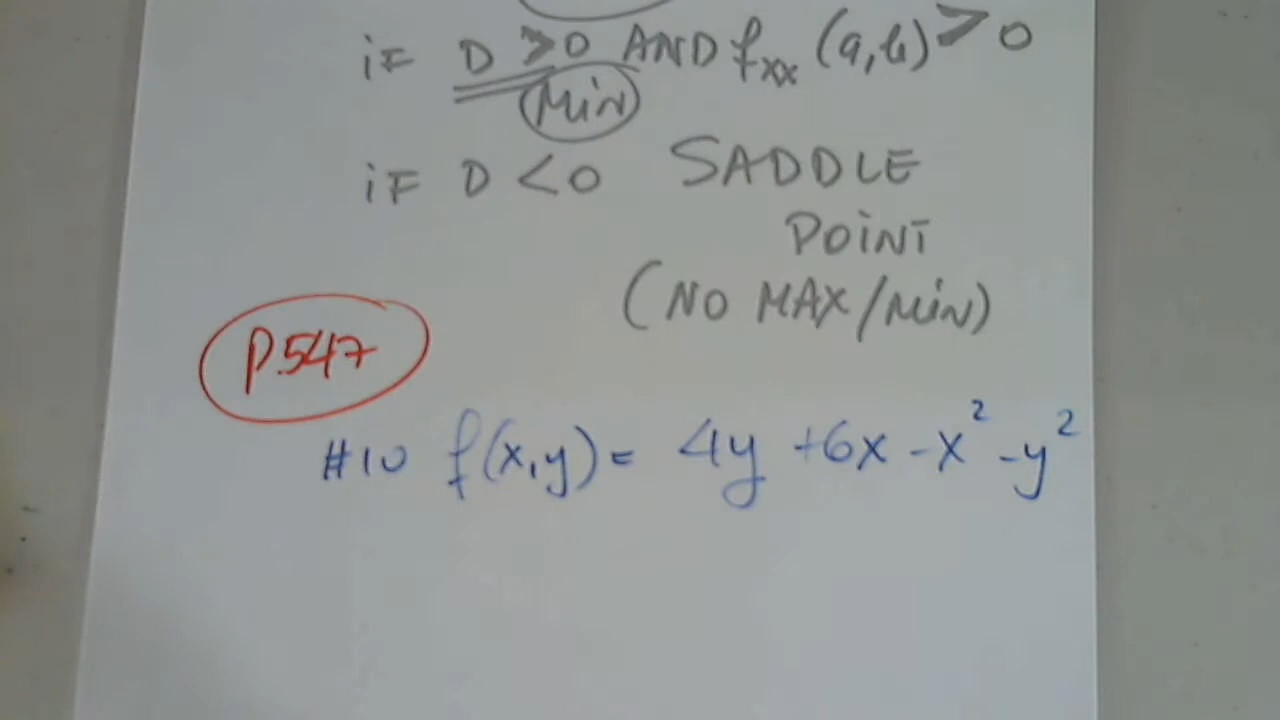 iF D > 0 AND fxx (a,b) > 0
Min
iF D < 0 SADDLE
POiNT
(NO MAX/MiN)
P.547
#10 f(x,y) = 4y + 6x - x² - y²